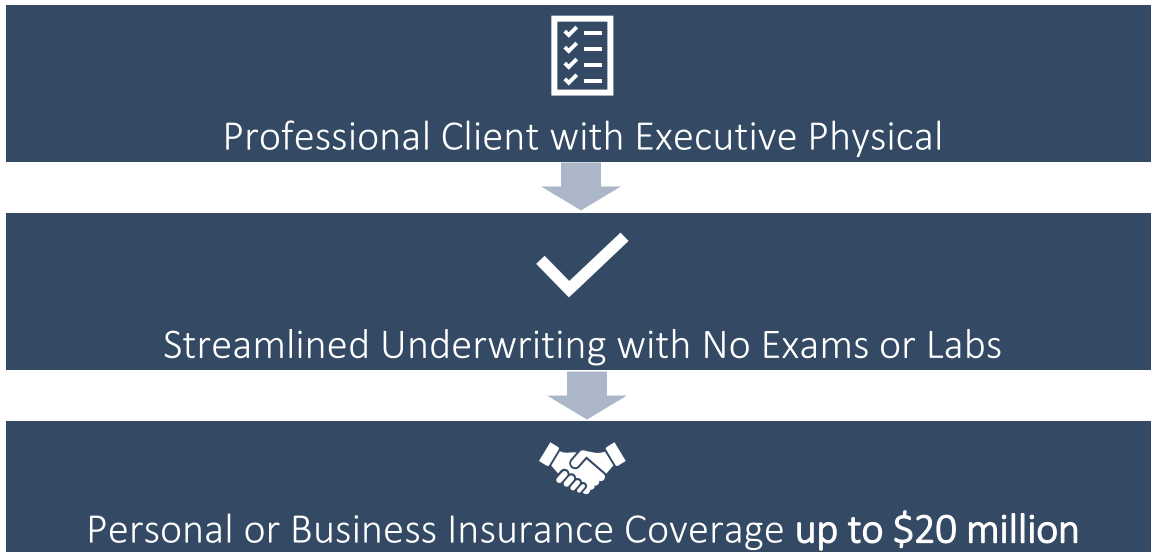 Professional Client with Executive Physical
Streamlined Underwriting with No Exams or Labs
Personal or Business Insurance Coverage up to $20 million